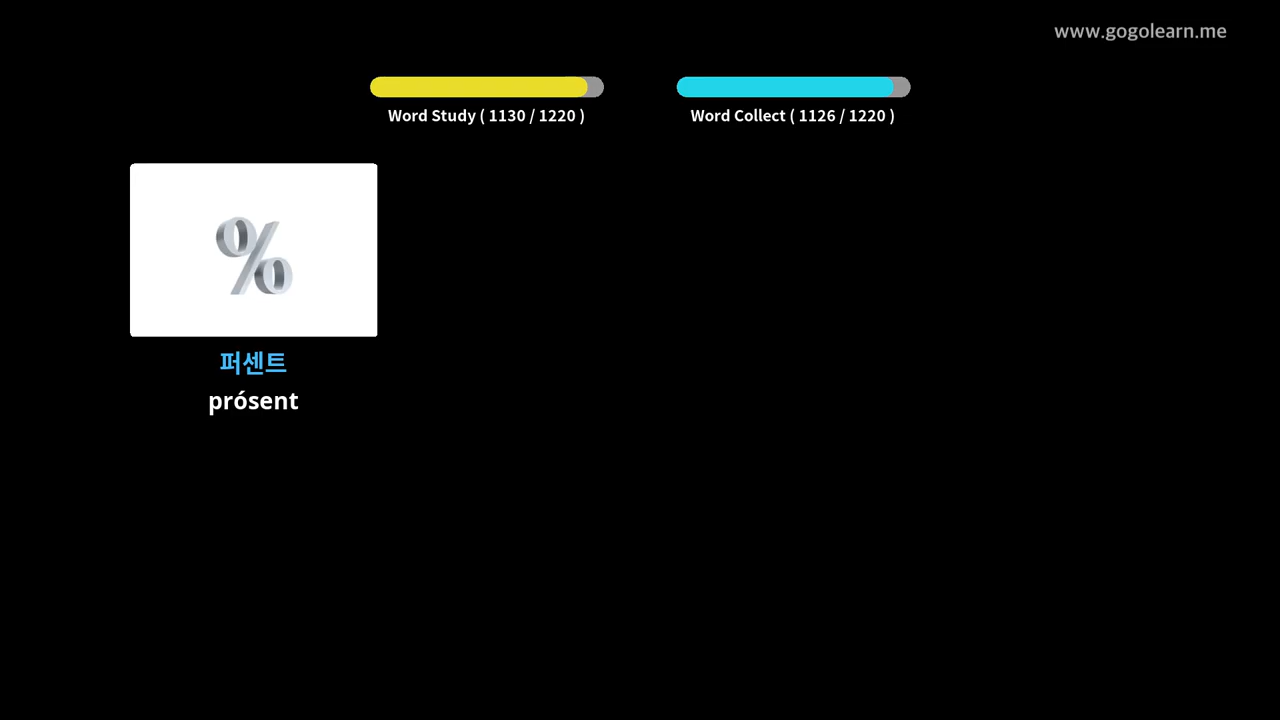 www.gogolearn.me
Word Study ( 1130 / 1220 )
Word Collect ( 1126 / 1220 )
%
퍼센트
prósent